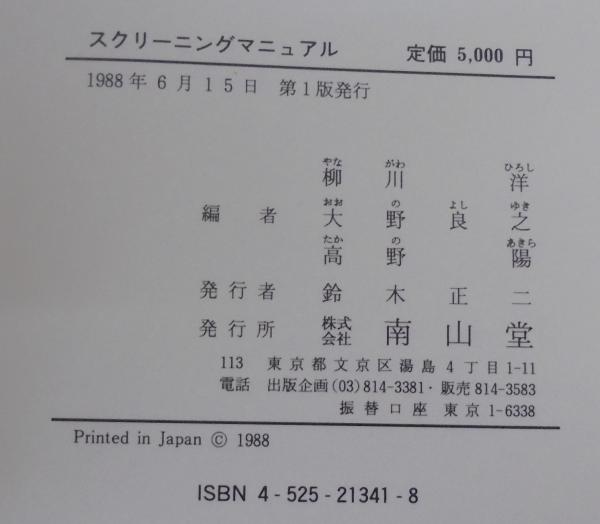 スクリーニングマニュアル 定価 5,000 円
1988 年 6 月 1 5 日 第 1 版発行
やな がわ ひろし
柳 川 洋
おお の よし ゆき
編 者 大 野 良 之
たか の あきら
高 野 陽
発 行 者 鈴 木 正 二
発 行 所 株式会社 南 山 堂
113 東京都文京区湯島 4 丁目 1-11
電話 出版企画 (03) 814-3381・販売 814-3583
振替口座 東京 1-6338
Printed in Japan © 1988
ISBN 4 - 525 - 21341 - 8